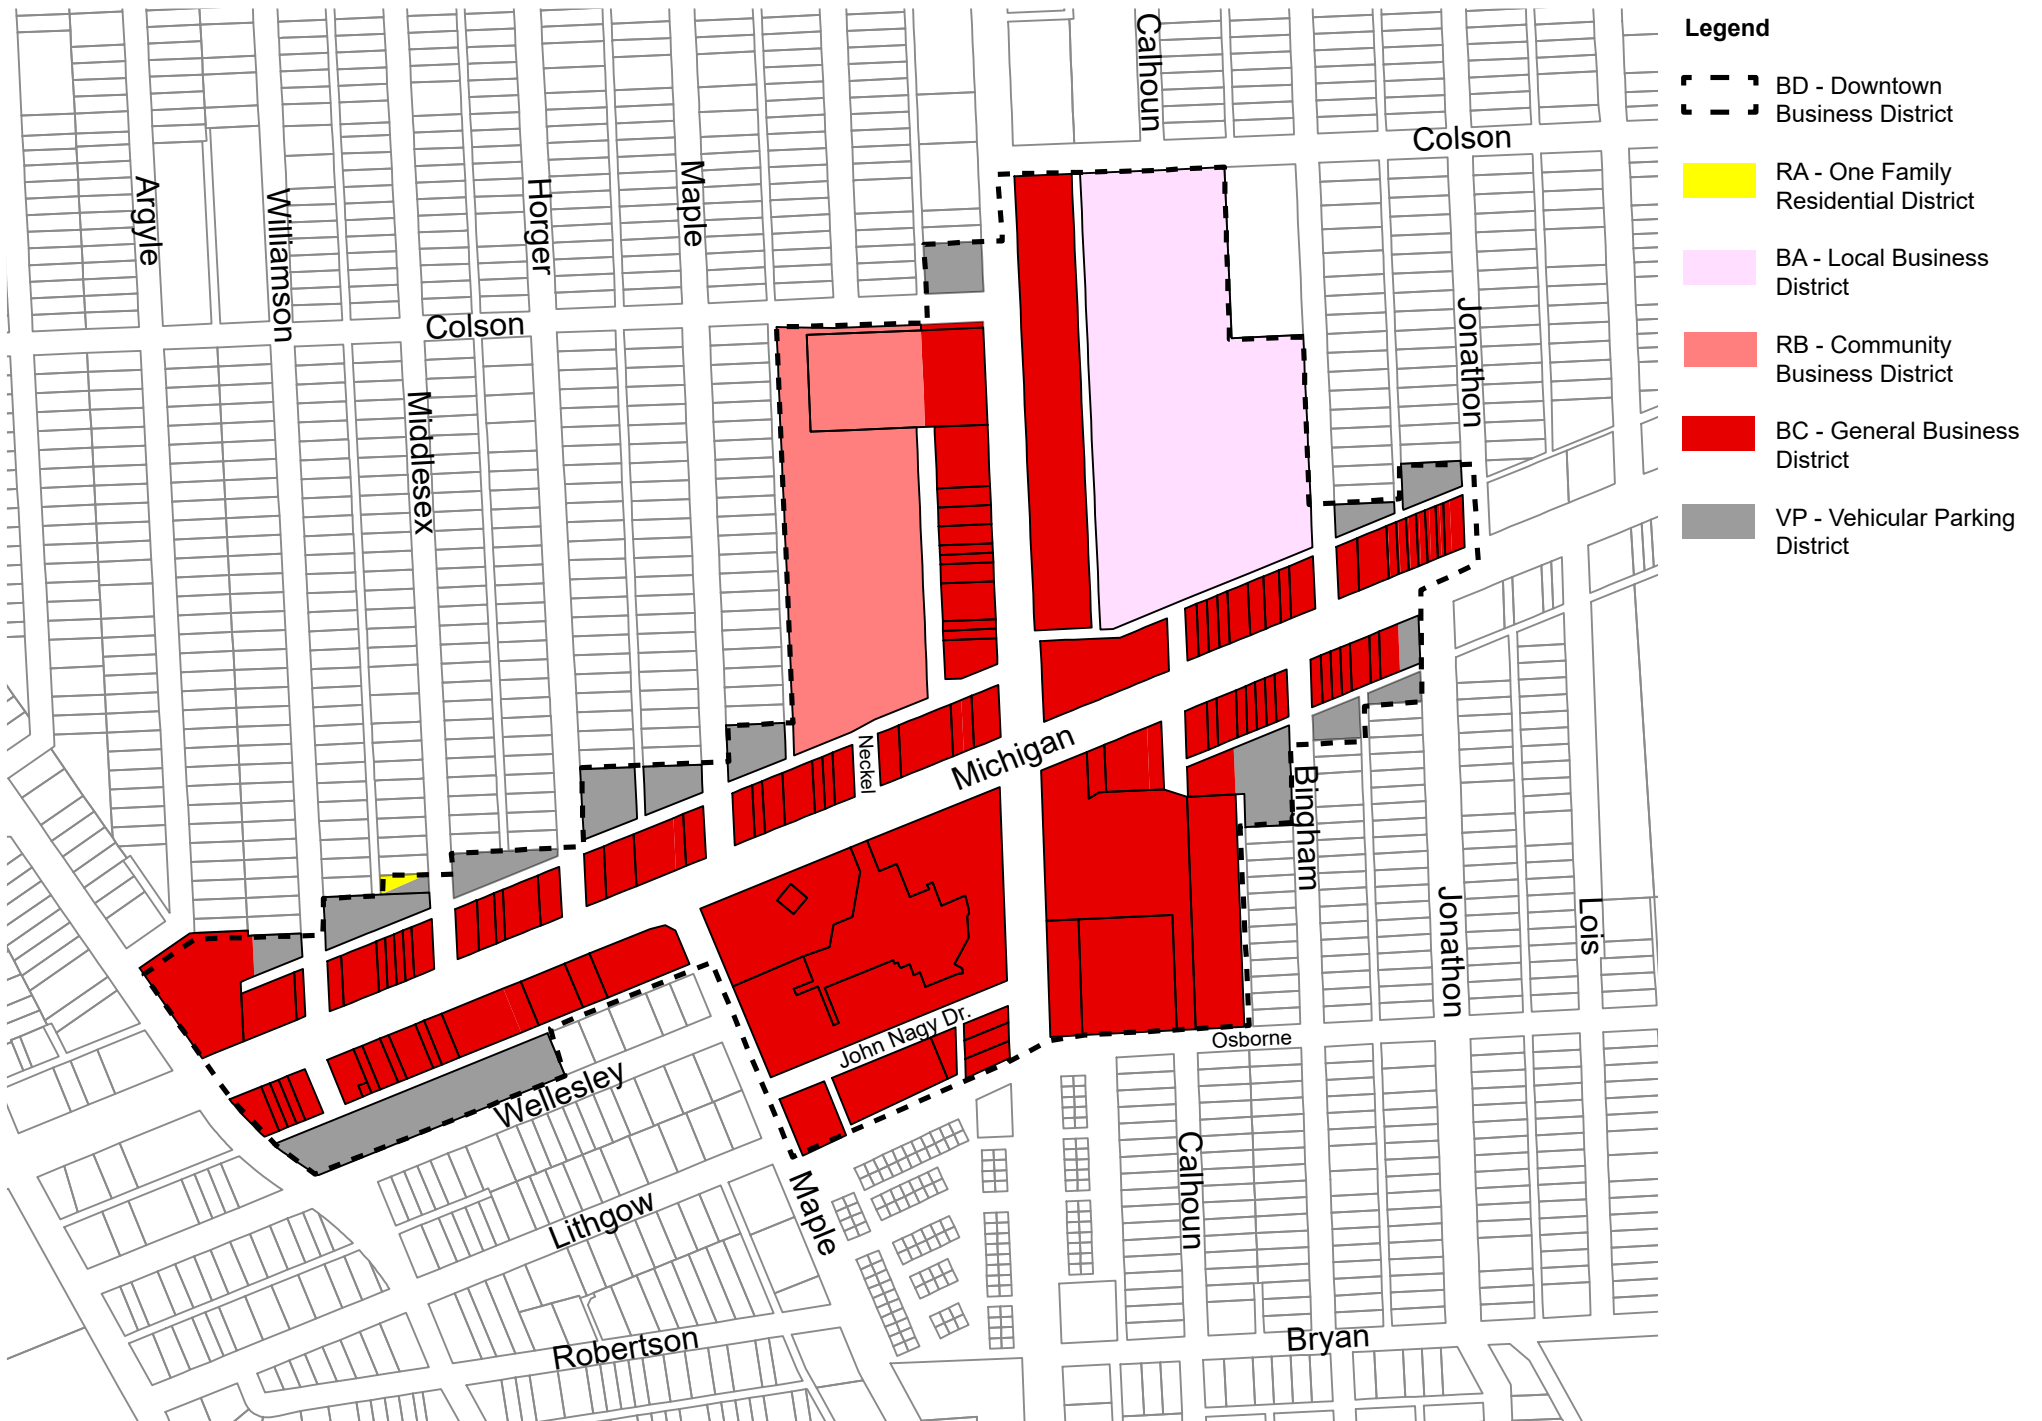 Legend
BD - Downtown
Business District
RA - One Family
Residential District
BA - Local Business
District
RB - Community
Business District
BC - General Business
District
VP - Vehicular Parking
District
Calhoun
Colson
Argyle
Williamson
Horger
Maple
Colson
Jonathon
Middlesex
Neckel
Michigan
Bingham
Jonathon
Lois
John Nagy Dr.
Osborne
Wellesley
Calhoun
Maple
Lithgow
Robertson
Bryan